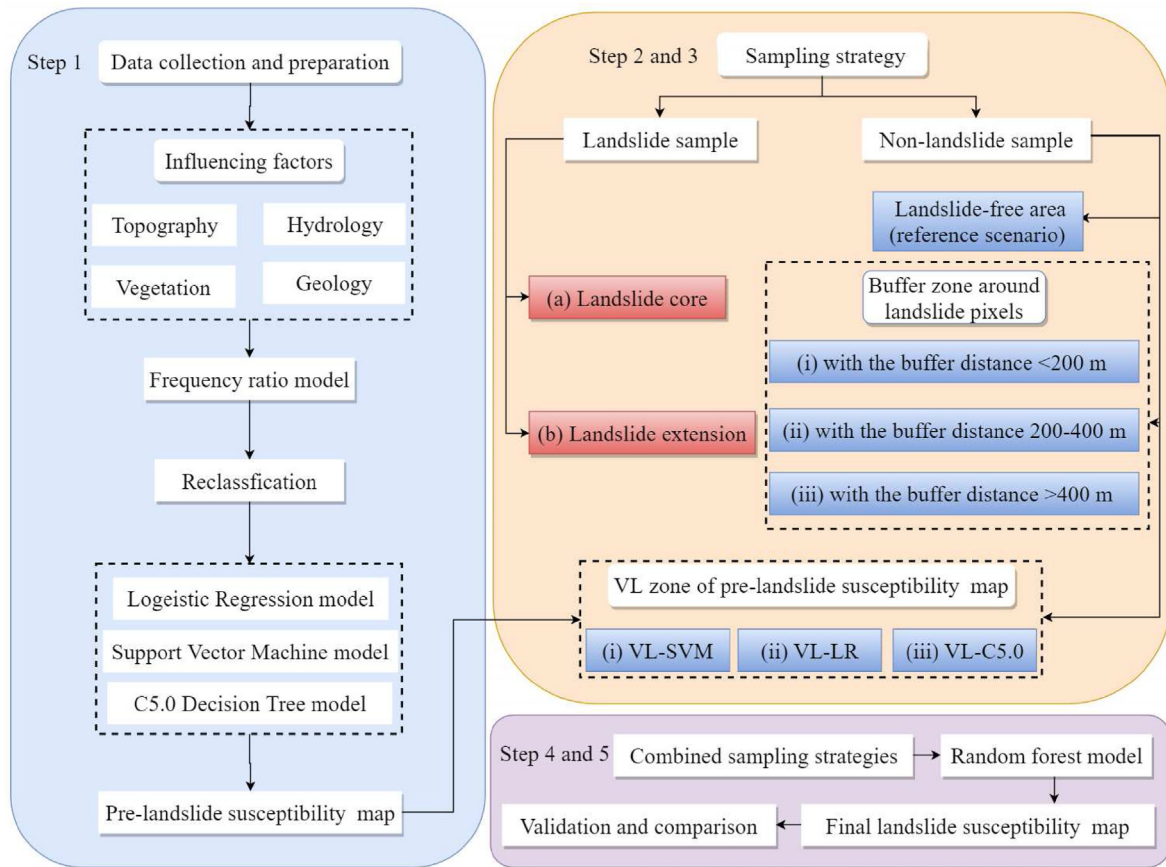 Step 1
Data collection and preparation
Influencing factors
Topography
Hydrology
Vegetation
Geology
Frequency ratio model
Reclassfication
Logeistic Regression model
Support Vector Machine model
C5.0 Decision Tree model
Pre-landslide susceptibility map
Step 2 and 3
Sampling strategy
Landslide sample
Non-landslide sample
Landslide-free area
(reference scenario)
(a) Landslide core
(b) Landslide extension
Buffer zone around
landslide pixels
(i) with the buffer distance <200 m
(ii) with the buffer distance 200-400 m
(iii) with the buffer distance >400 m
VL zone of pre-landslide susceptibility map
(i) VL-SVM
(ii) VL-LR
(iii) VL-C5.0
Step 4 and 5
Combined sampling strategies
Random forest model
Validation and comparison
Final landslide susceptibility map